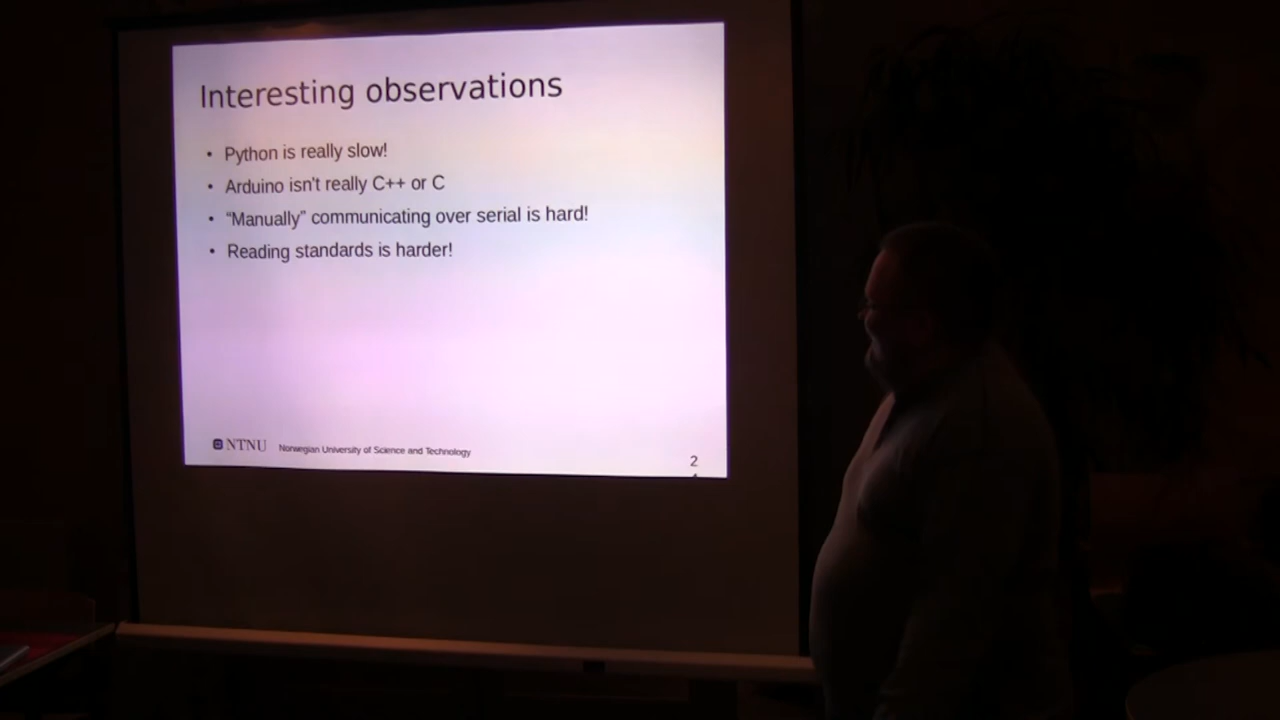 Interesting observations
• Python is really slow!
• Arduino isn't really C++ or C
• “Manually” communicating over serial is hard!
• Reading standards is harder!
NTNU Norwegian University of Science and Technology
2